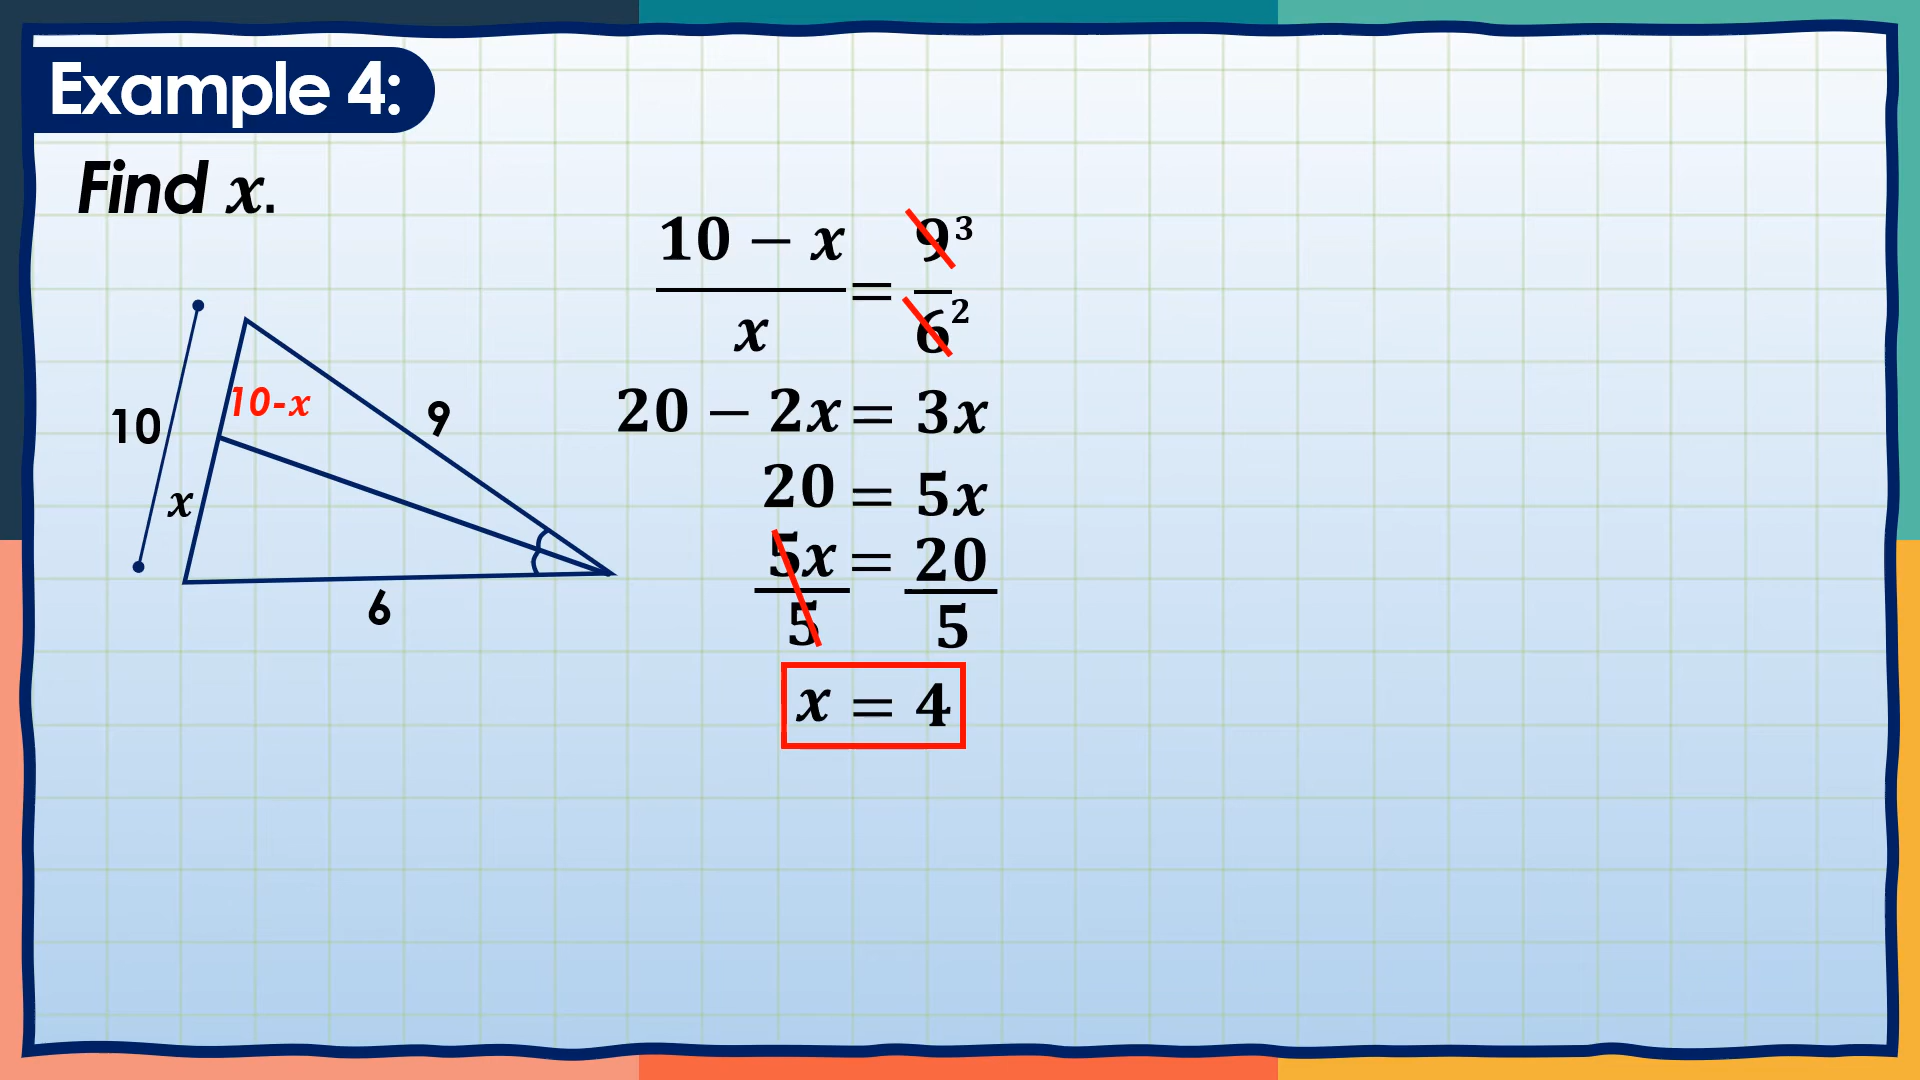 Example 4:
Find x.
10
10-x
9
x
6
10 − x / x = 9³ / 6²
20 − 2x = 3x
20 = 5x
5x / 5 = 20 / 5
x = 4